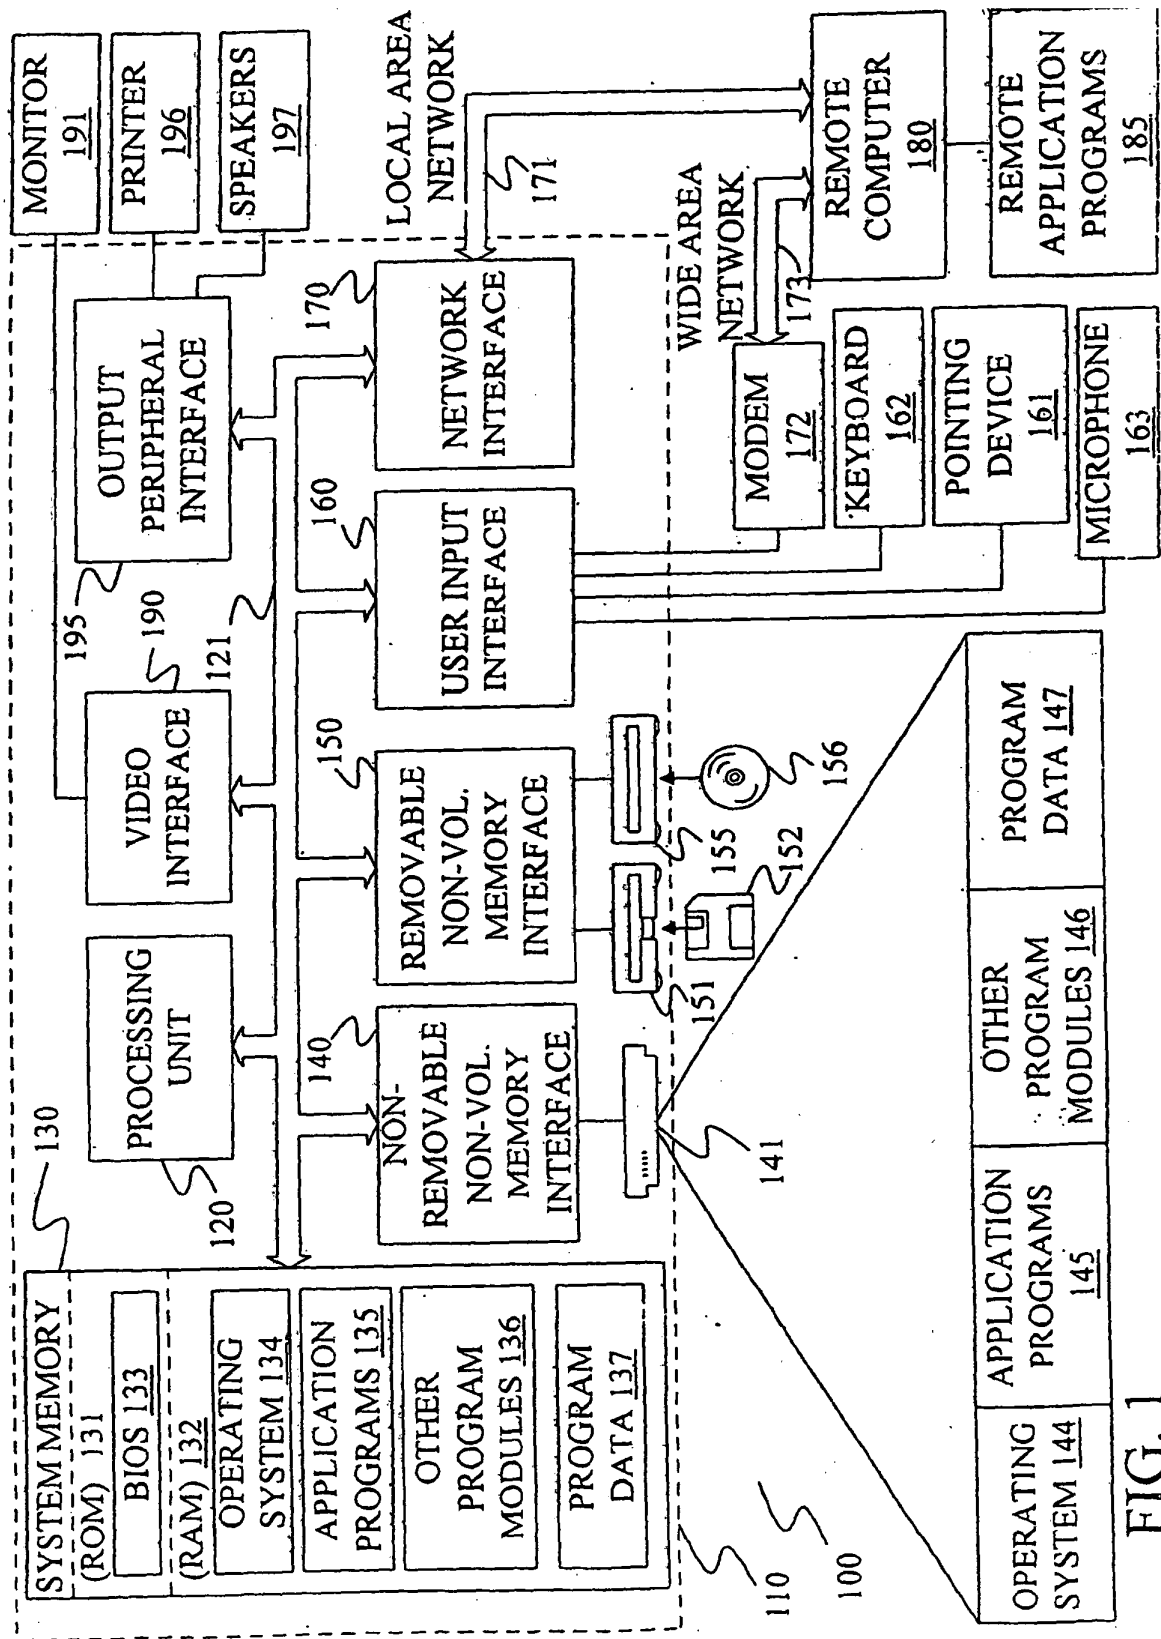 SYSTEM MEMORY
(ROM) 131
BIOS 133
(RAM) 132
OPERATING
SYSTEM 134
APPLICATION
PROGRAMS 135
OTHER
PROGRAM
MODULES 136
PROGRAM
DATA 137
130
PROCESSING
UNIT
120
VIDEO
INTERFACE
190
121
OUTPUT
PERIPHERAL
INTERFACE
195
MONITOR
191
PRINTER
196
SPEAKERS
197
NON-
REMOVABLE
NON-VOL.
MEMORY
INTERFACE
140
REMOVABLE
NON-VOL.
MEMORY
INTERFACE
150
USER INPUT
INTERFACE
160
NETWORK
INTERFACE
170
LOCAL AREA
NETWORK
171
141
151
152
155
156
WIDE AREA
NETWORK
173
MODEM
172
KEYBOARD
162
POINTING
DEVICE
161
MICROPHONE
163
REMOTE
COMPUTER
180
REMOTE
APPLICATION
PROGRAMS
185
110
100
OPERATING
SYSTEM 144
APPLICATION
PROGRAMS
145
OTHER
PROGRAM
MODULES 146
PROGRAM
DATA 147
FIG. 1